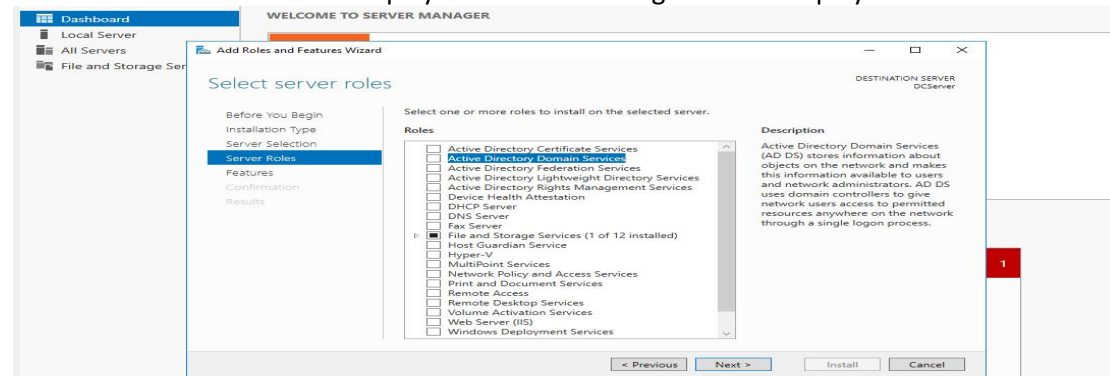 Dashboard
WELCOME TO SERVER MANAGER
Local Server
All Servers
File and Storage Ser
Add Roles and Features Wizard
Select server roles
DESTINATION SERVER
DCServer
Before You Begin
Installation Type
Server Selection
Server Roles
Features
Confirmation
Results
Select one or more roles to install on the selected server.
Roles
Active Directory Certificate Services
Active Directory Domain Services
Active Directory Federation Services
Active Directory Lightweight Directory Services
Active Directory Rights Management Services
Device Health Attestation
DHCP Server
DNS Server
Fax Server
File and Storage Services (1 of 12 installed)
Host Guardian Service
Hyper-V
MultiPoint Services
Network Policy and Access Services
Print and Document Services
Remote Access
Remote Desktop Services
Volume Activation Services
Web Server (IIS)
Windows Deployment Services
Description
Active Directory Domain Services
(AD DS) stores information about
objects on the network and makes
this information available to users
and network administrators. AD DS
uses domain controllers to give
network users access to permitted
resources anywhere on the network
through a single logon process.
1
< Previous
Next >
Install
Cancel